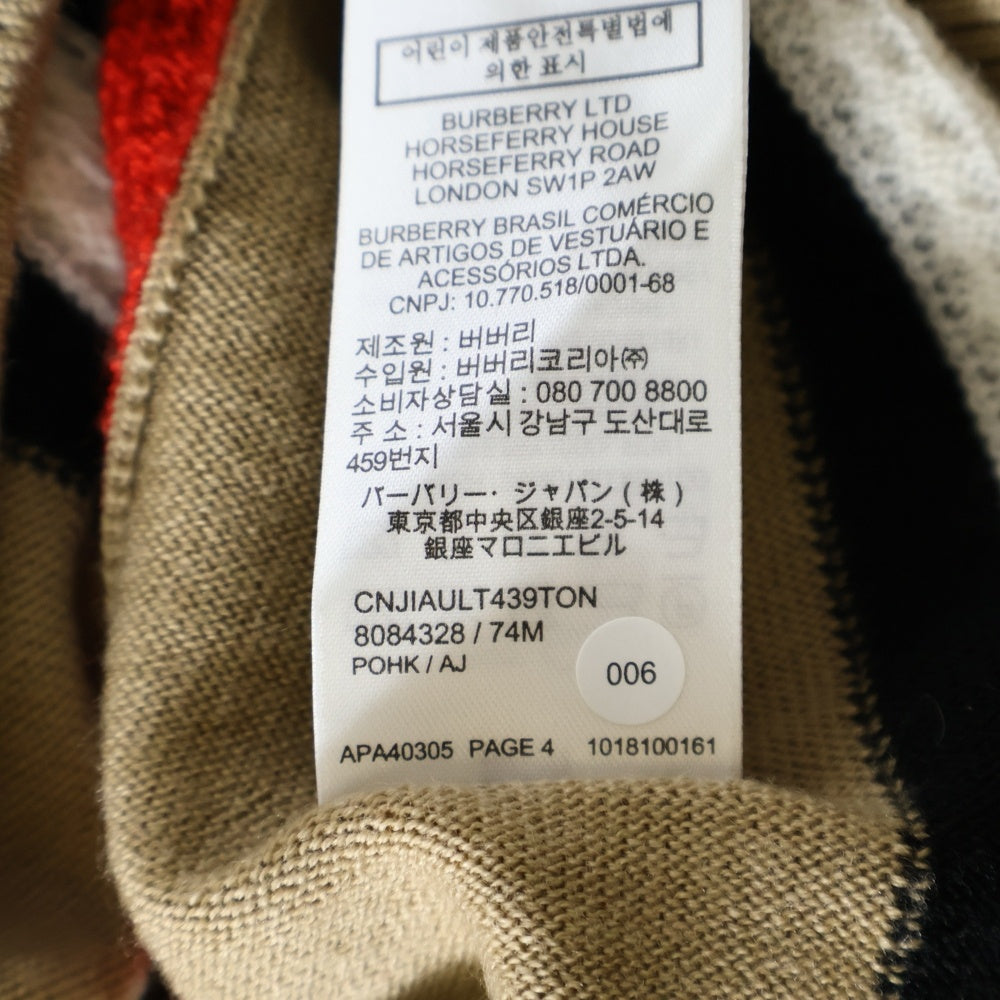 어린이 제품안전특별법에
의한 표시
BURBERRY LTD
HORSEFERRY HOUSE
HORSEFERRY ROAD
LONDON SW1P 2AW
BURBERRY BRASIL COMÉRCIO
DE ARTIGOS DE VESTUÁRIO E
ACESSÓRIOS LTDA.
CNPJ: 10.770.518/0001-68
제조원 : 버버리
수입원 : 버버리코리아㈜
소비자상담실 : 080 700 8800
주 소 : 서울시 강남구 도산대로
459번지
バーバリー・ジャパン ( 株 )
東京都中央区銀座2-5-14
銀座マロニエビル
CNJIAULT439TON
8084328 / 74M
POHK / AJ
006
APA40305 PAGE 4 1018100161